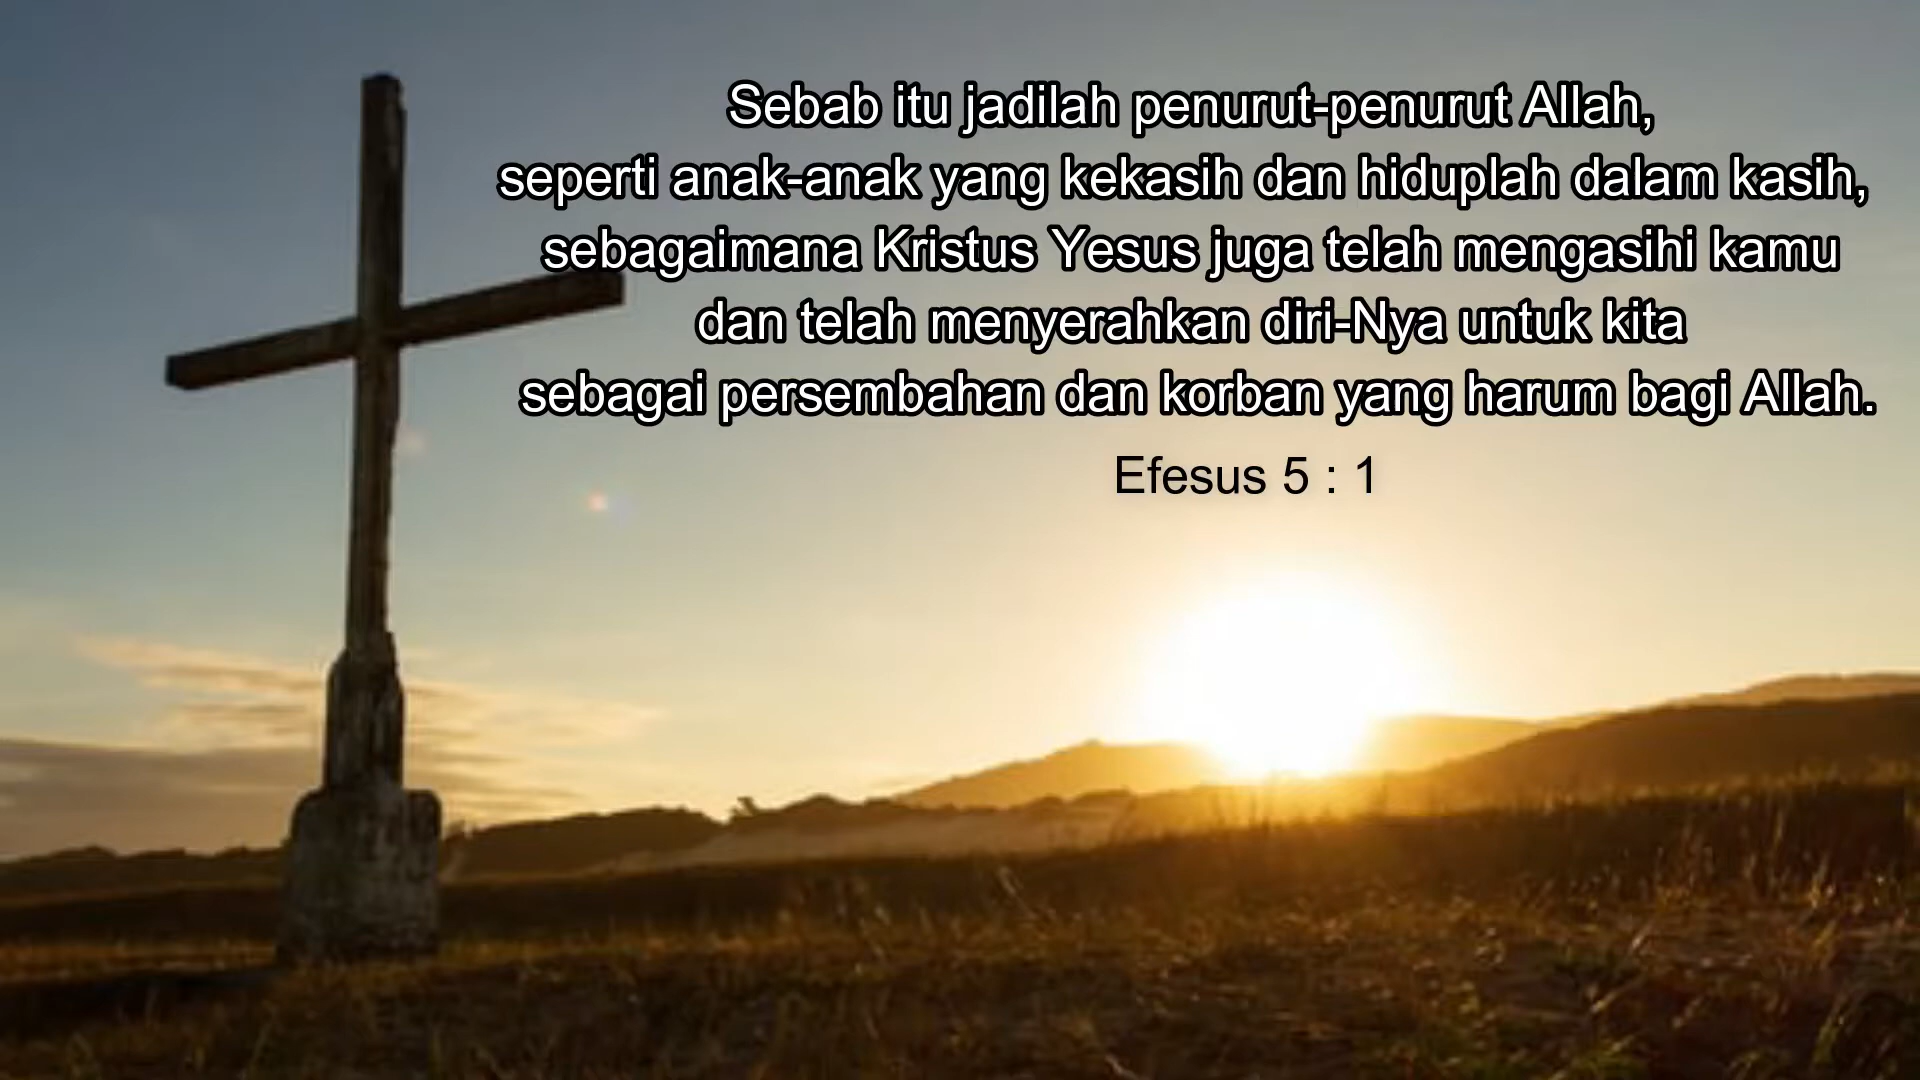 Sebab itu jadilah penurut-penurut Allah,
seperti anak-anak yang kekasih dan hiduplah dalam kasih,
sebagaimana Kristus Yesus juga telah mengasihi kamu
dan telah menyerahkan diri-Nya untuk kita
sebagai persembahan dan korban yang harum bagi Allah.
Efesus 5 : 1